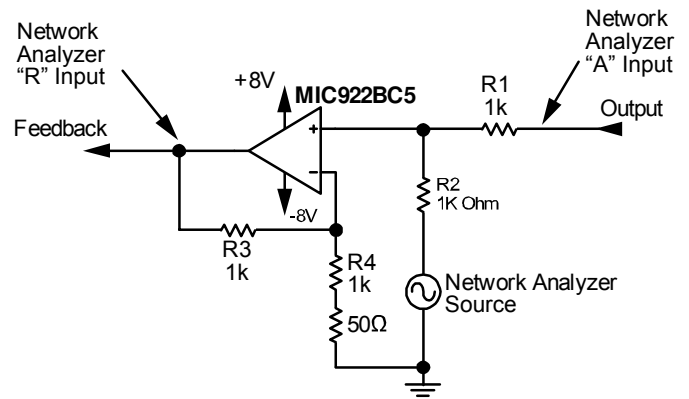 Network
Analyzer
“R” Input
Network
Analyzer
“A” Input
+8V
MIC922BC5
R1
1k
Output
Feedback
+
-
R2
1K Ohm
-8V
R3
1k
R4
1k
50Ω
Network Analyzer
Source